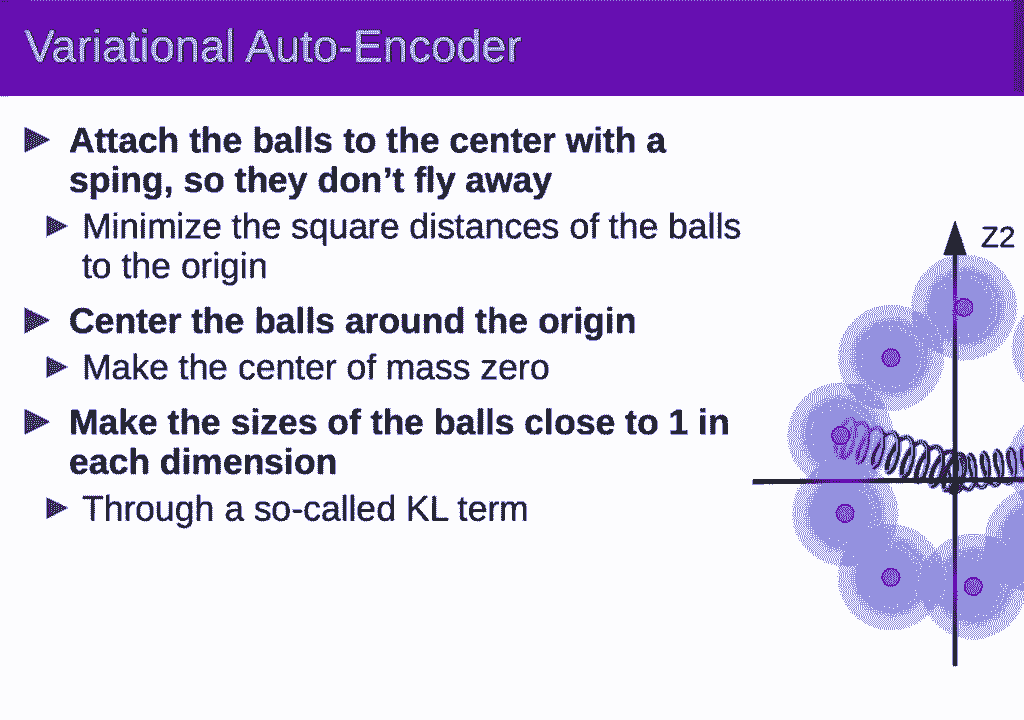 Variational Auto-Encoder
Attach the balls to the center with a
sping, so they don’t fly away
Minimize the square distances of the balls
to the origin
Center the balls around the origin
Make the center of mass zero
Make the sizes of the balls close to 1 in
each dimension
Through a so-called KL term
Z2